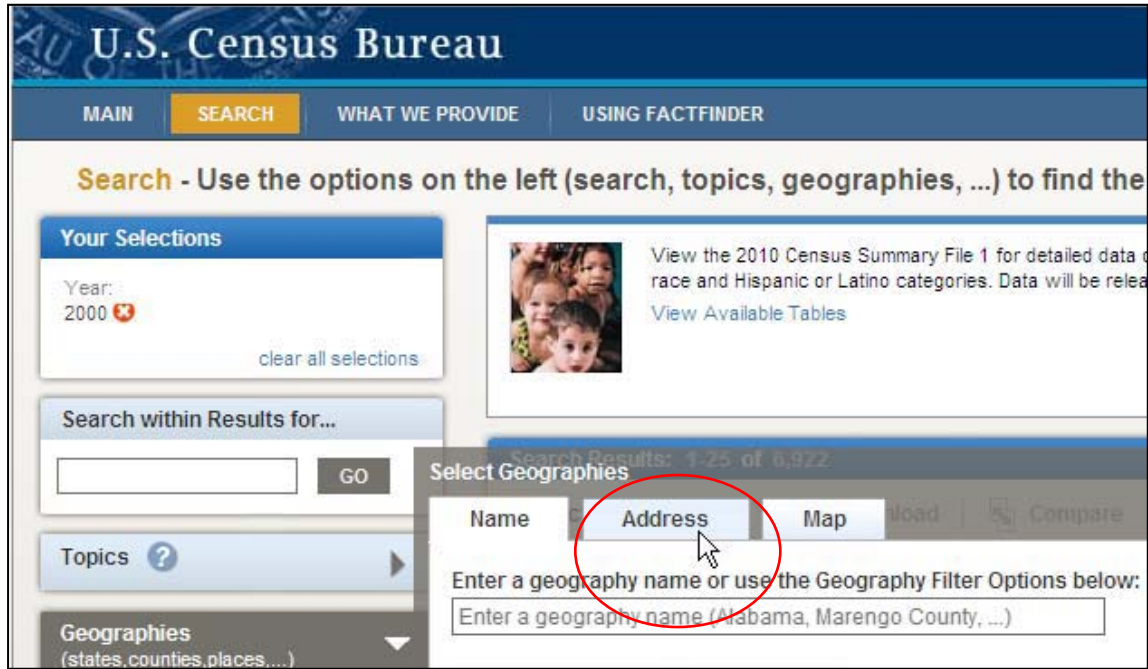 U.S. Census Bureau
MAIN SEARCH WHAT WE PROVIDE USING FACTFINDER
Search - Use the options on the left (search, topics, geographies, ...) to find the
Your Selections
Year:
2000
clear all selections
View the 2010 Census Summary File 1 for detailed data
race and Hispanic or Latino categories. Data will be
View Available Tables
Search within Results for...
GO
Search Results: 1-25 of 6,922
Select Geographies
Name Address Map
Compare
Topics ?
Enter a geography name or use the Geography Filter Options below:
Enter a geography name (Alabama, Marengo County, ...)
Geographies
(states,counties,places,...)